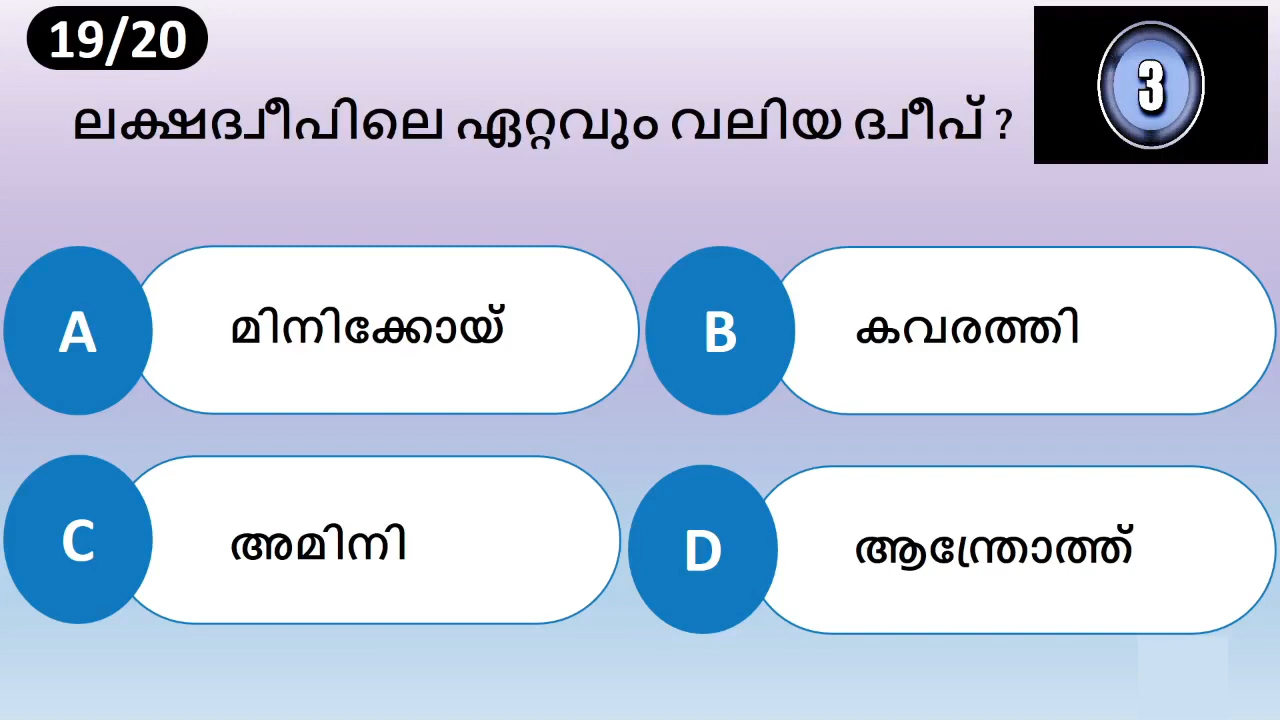 19/20
3
ലക്ഷദ്വീപിലെ ഏറ്റവും വലിയ ദ്വീപ് ?
A
മിനിക്കോയ്
B
കവരത്തി
C
അമിനി
D
ആന്ത്രോത്ത്